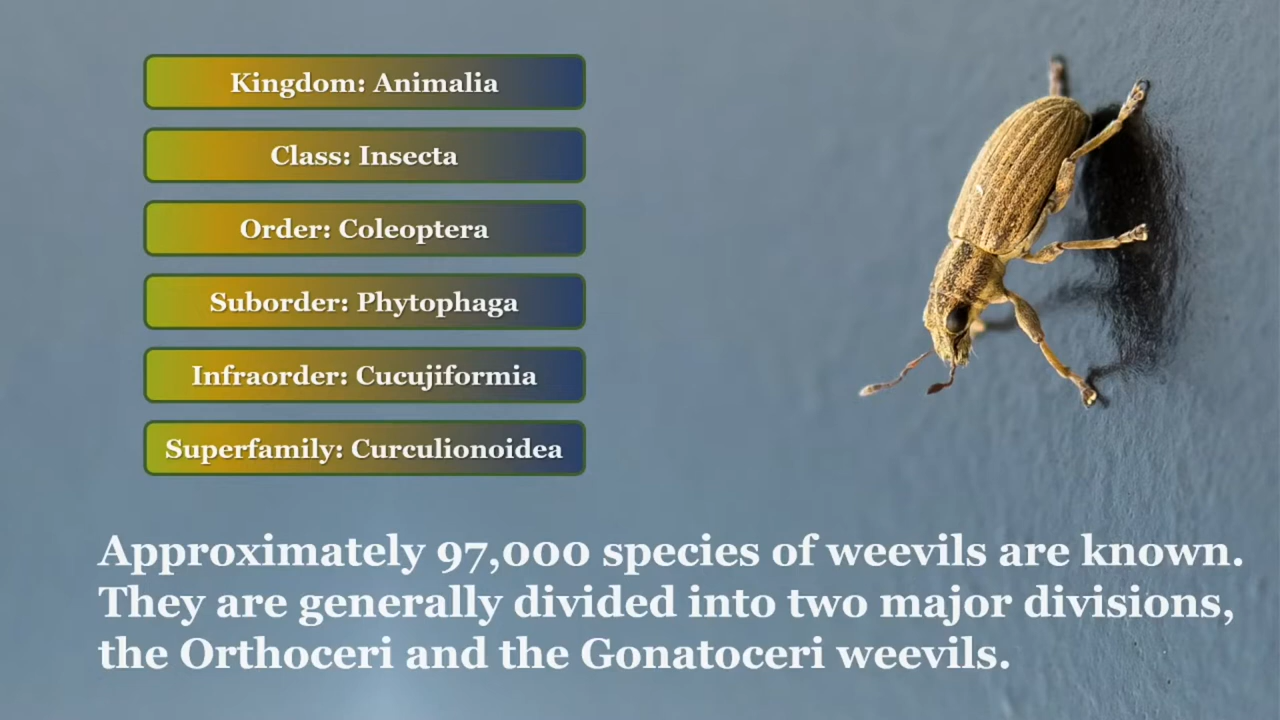 Kingdom: Animalia
Class: Insecta
Order: Coleoptera
Suborder: Phytophaga
Infraorder: Cucujiformia
Superfamily: Curculionoidea
Approximately 97,000 species of weevils are known.
They are generally divided into two major divisions,
the Orthoceri and the Gonatoceri weevils.